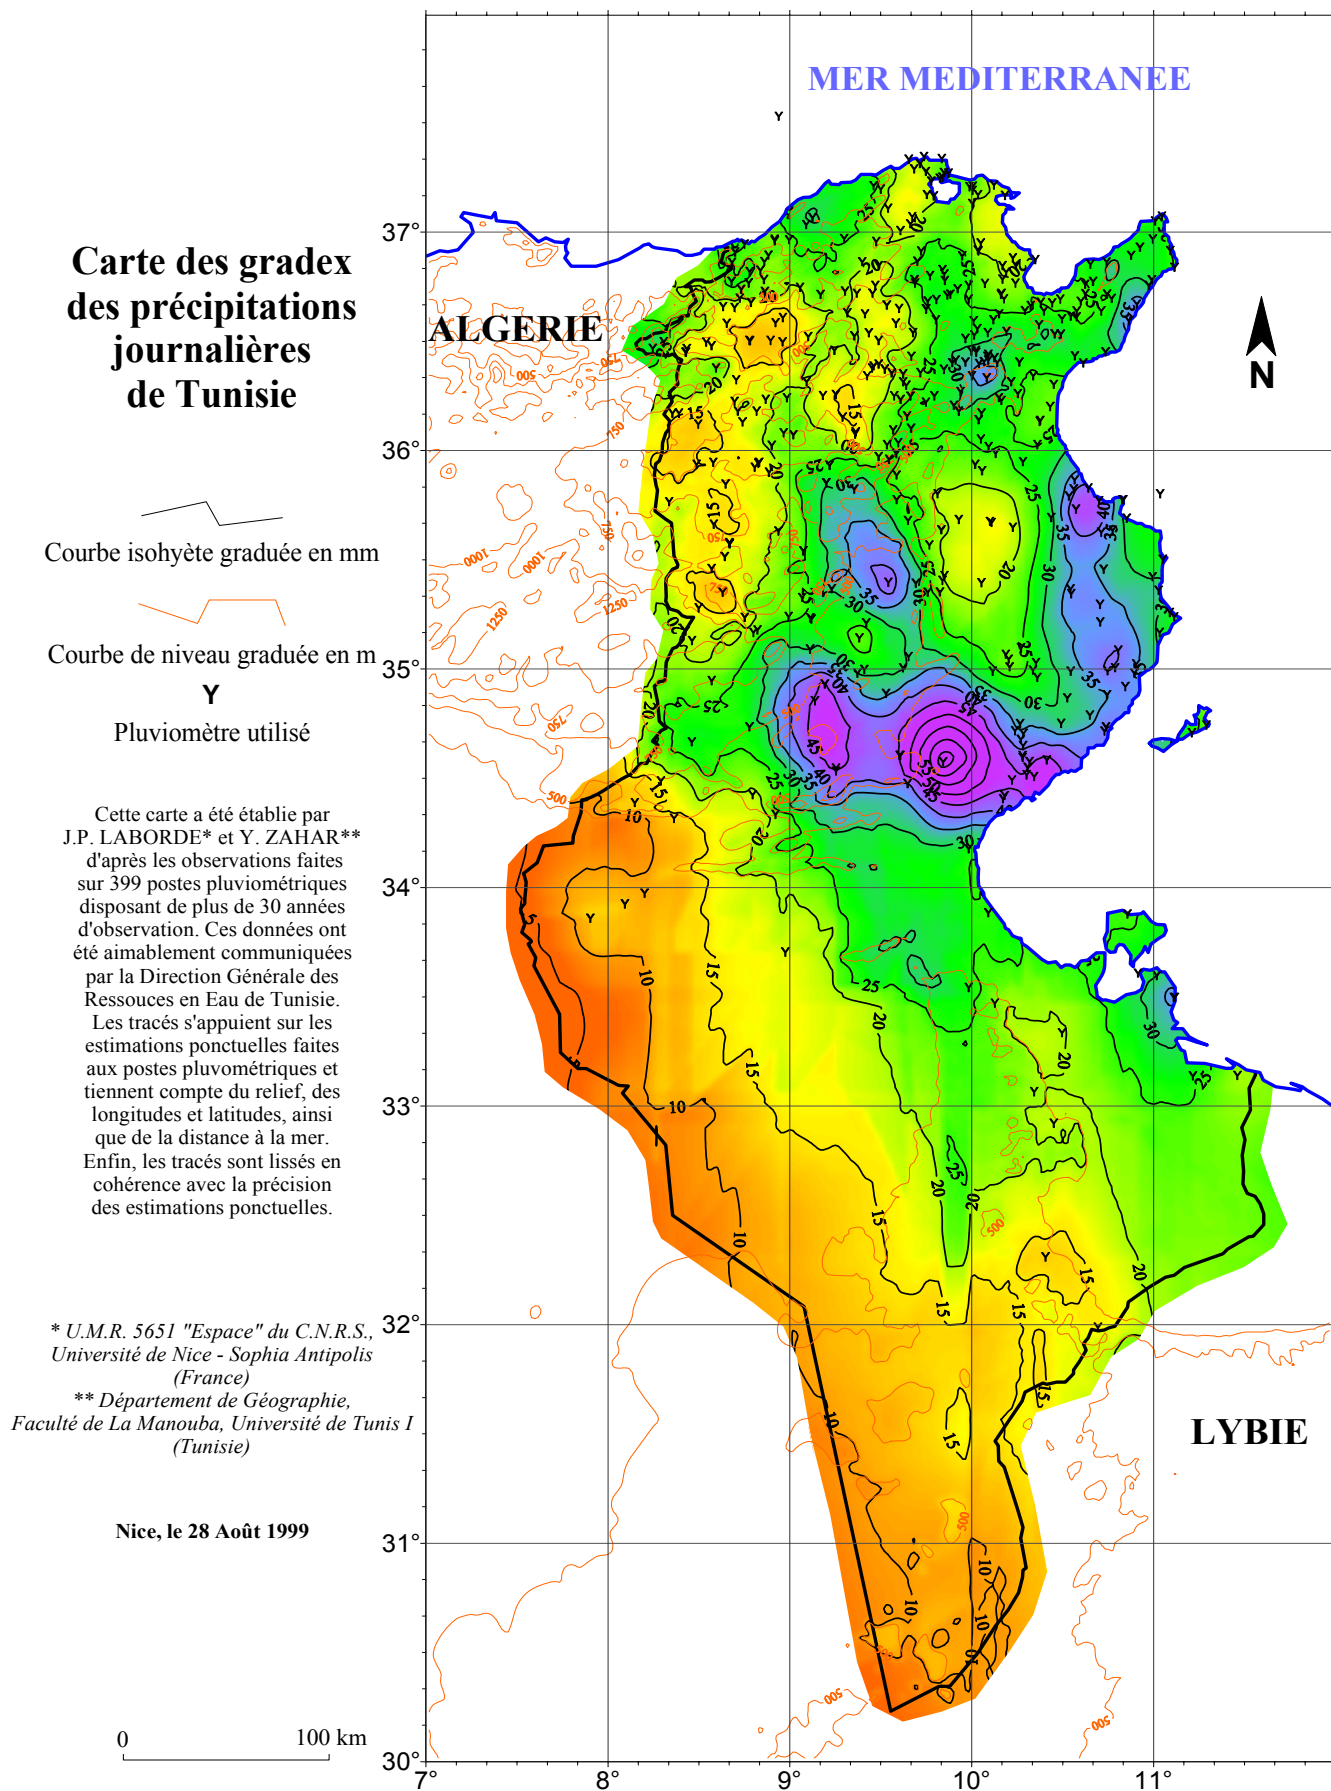 MER MEDITERRANEE
Carte des gradex
des précipitations
journalières
de Tunisie
ALGERIE
N
Courbe isohyète graduée en mm
Courbe de niveau graduée en m
Y
Pluviomètre utilisé
Cette carte a été établie par
J.P. LABORDE* et Y. ZAHAR**
d'après les observations faites
sur 399 postes pluviométriques
disposant de plus de 30 années
d'observation. Ces données ont
été aimablement communiquées
par la Direction Générale des
Ressouces en Eau de Tunisie.
Les tracés s'appuient sur les
estimations ponctuelles faites
aux postes pluvométriques et
tiennent compte du relief, des
longitudes et latitudes, ainsi
que de la distance à la mer.
Enfin, les tracés sont lissés en
cohérence avec la précision
des estimations ponctuelles.
* U.M.R. 5651 "Espace" du C.N.R.S.,
Université de Nice - Sophia Antipolis
(France)
** Département de Géographie,
Faculté de La Manouba, Université de Tunis I
(Tunisie)
LYBIE
Nice, le 28 Août 1999
0 100 km
37°
36°
35°
34°
33°
32°
31°
30°
7° 8° 9° 10° 11°